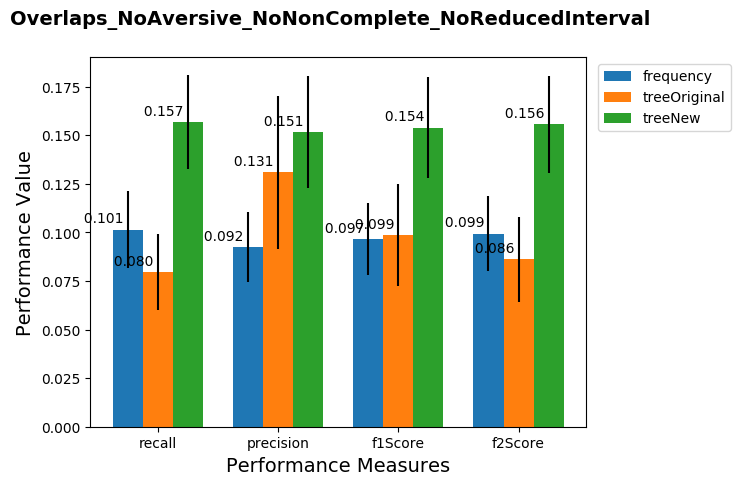 Overlaps_NoAversive_NoNonComplete_NoReducedInterval
frequency
treeOriginal
treeNew
Performance Value
0.175
0.150
0.125
0.100
0.075
0.050
0.025
0.000
0.101
0.080
0.157
0.092
0.131
0.151
0.097
0.099
0.154
0.099
0.086
0.156
recall
precision
f1Score
f2Score
Performance Measures